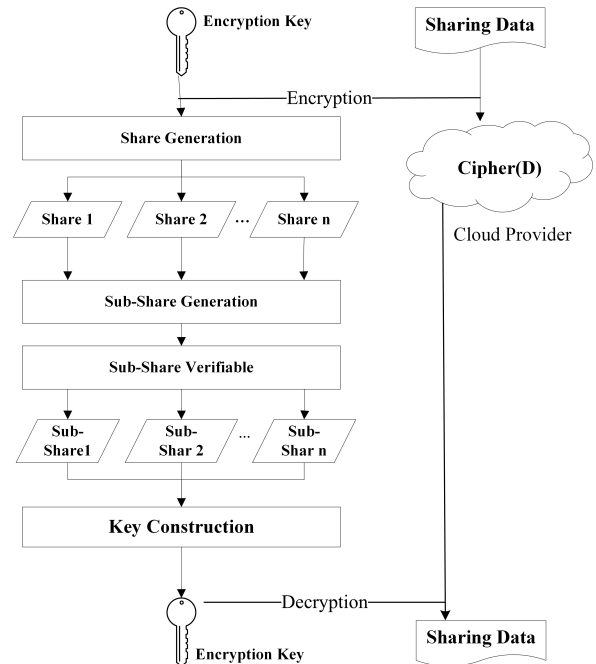 Encryption Key
Sharing Data
Encryption
Share Generation
Cipher(D)
Share 1
Share 2
...
Share n
Cloud Provider
Sub-Share Generation
Sub-Share Verifiable
Sub-
Share1
Sub-
Shar 2
...
Sub-
Shar n
Key Construction
Decryption
Encryption Key
Sharing Data